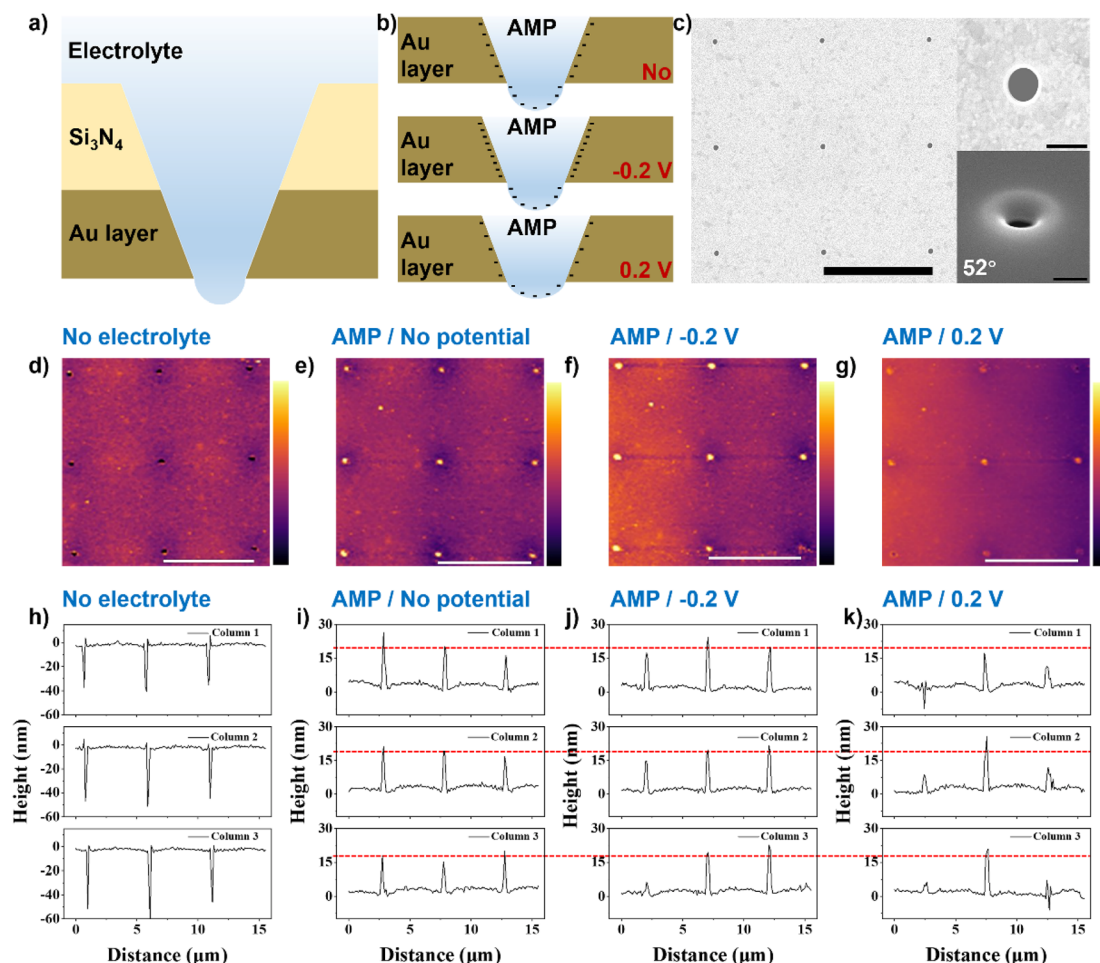 a)
Electrolyte
Si₃N₄
Au layer
b)
AMP
Au
layer
No
AMP
Au
layer
-0.2 V
AMP
Au
layer
0.2 V
c)
52°
No electrolyte
d)
AMP / No potential
e)
AMP / -0.2 V
f)
AMP / 0.2 V
g)
No electrolyte
h)
Column 1
0
-20
-40
-60
Column 2
0
-20
-40
-60
Column 3
0
-20
-40
-60
0 5 10 15
Height (nm)
Distance (μm)
AMP / No potential
i)
Column 1
30
15
0
Column 2
30
15
0
Column 3
30
15
0
0 5 10 15
Height (nm)
Distance (μm)
AMP / -0.2 V
j)
Column 1
30
15
0
Column 2
30
15
0
Column 3
30
15
0
0 5 10 15
Height (nm)
Distance (μm)
AMP / 0.2 V
k)
Column 1
30
15
0
Column 2
30
15
0
Column 3
30
15
0
0 5 10 15
Height (nm)
Distance (μm)